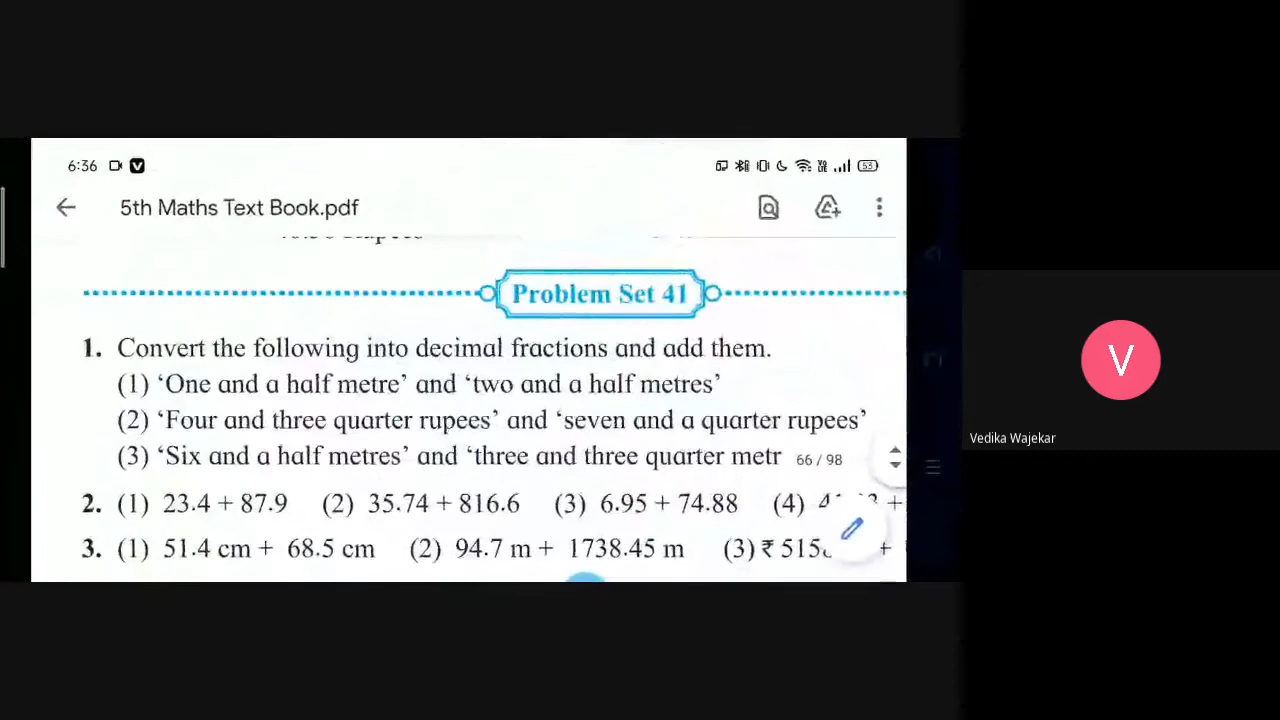 6:36
53
5th Maths Text Book.pdf
Problem Set 41
1. Convert the following into decimal fractions and add them.
(1) ‘One and a half metre’ and ‘two and a half metres’
(2) ‘Four and three quarter rupees’ and ‘seven and a quarter rupees’
(3) ‘Six and a half metres’ and ‘three and three quarter metr 66 / 98
2. (1) 23.4 + 87.9 (2) 35.74 + 816.6 (3) 6.95 + 74.88 (4) +
3. (1) 51.4 cm + 68.5 cm (2) 94.7 m + 1738.45 m (3) ₹ 515 +
V
Vedika Wajekar